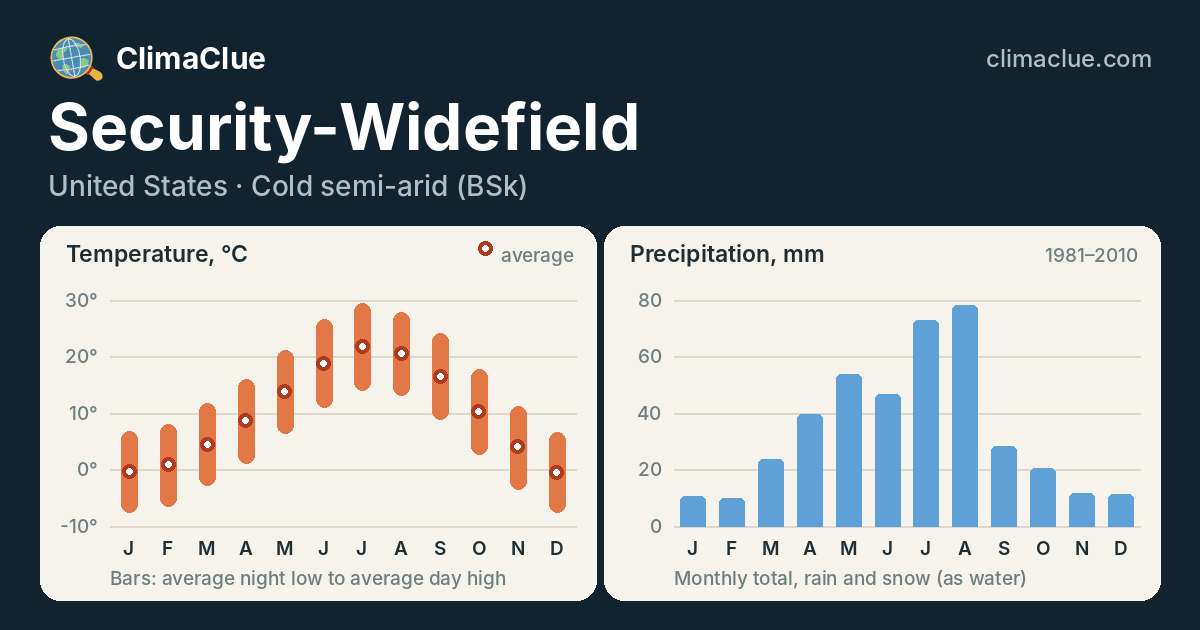 ClimaClue
climaclue.com
Security-Widefield
United States · Cold semi-arid (BSk)
Temperature, °C
average
30°
20°
10°
0°
-10°
J F M A M J J A S O N D
Bars: average night low to average day high
Precipitation, mm
1981–2010
80
60
40
20
0
J F M A M J J A S O N D
Monthly total, rain and snow (as water)